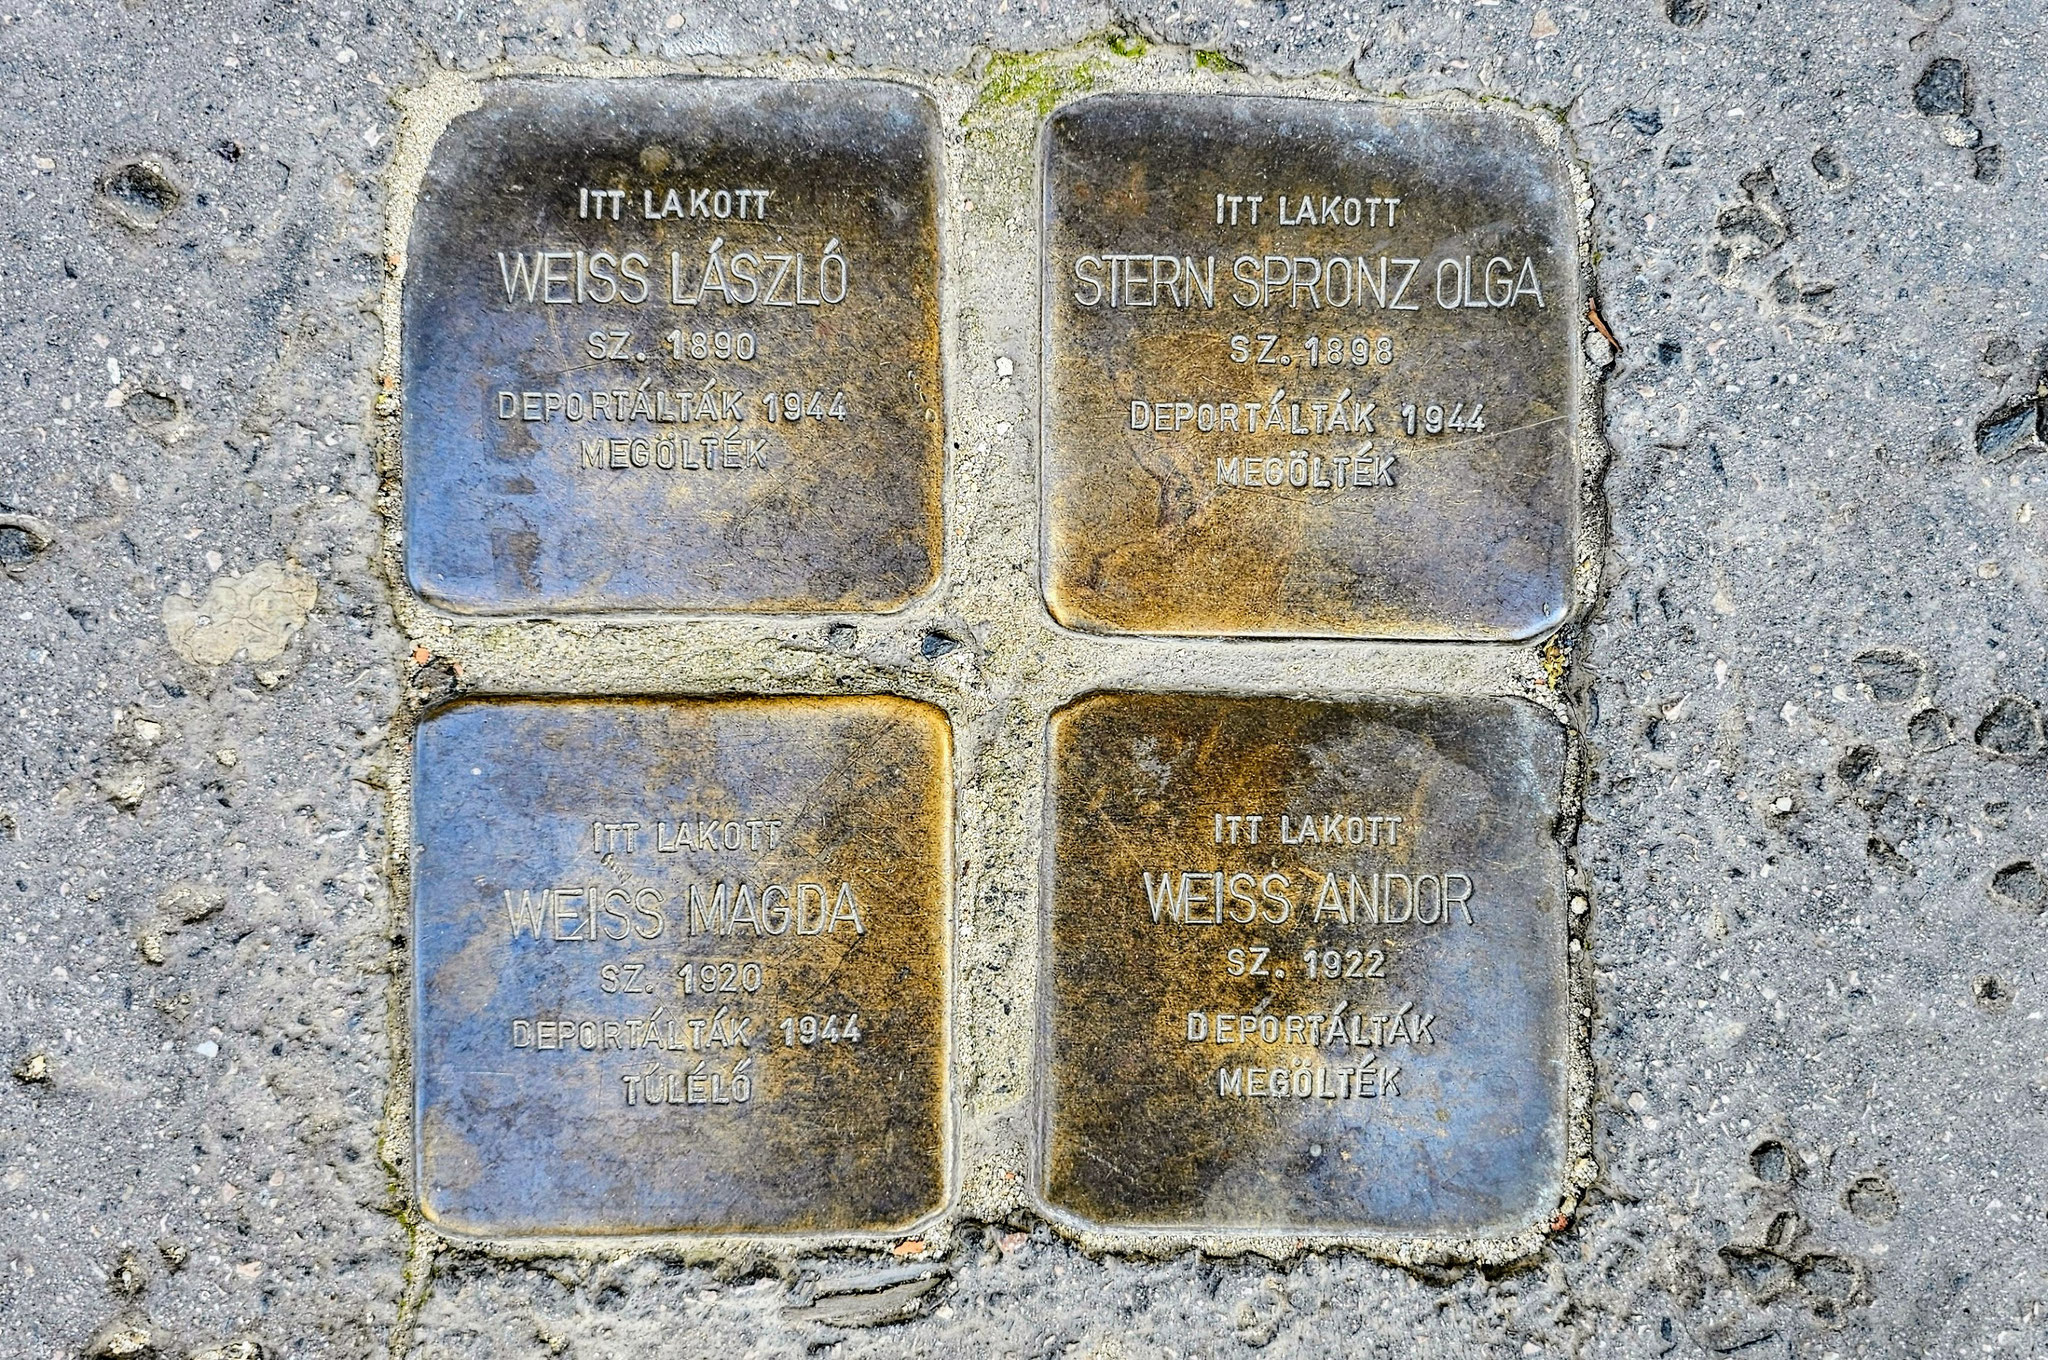 ITT LAKOTT
WEISS LÁSZLÓ
SZ. 1890
DEPORTÁLTÁK 1944
MEGÖLTÉK
ITT LAKOTT
STERN SPRONZ OLGA
SZ. 1898
DEPORTÁLTÁK 1944
MEGÖLTÉK
ITT LAKOTT
WEISS MAGDA
SZ. 1920
DEPORTÁLTÁK 1944
TÚLÉLŐ
ITT LAKOTT
WEISS ANDOR
SZ. 1922
DEPORTÁLTÁK
MEGÖLTÉK